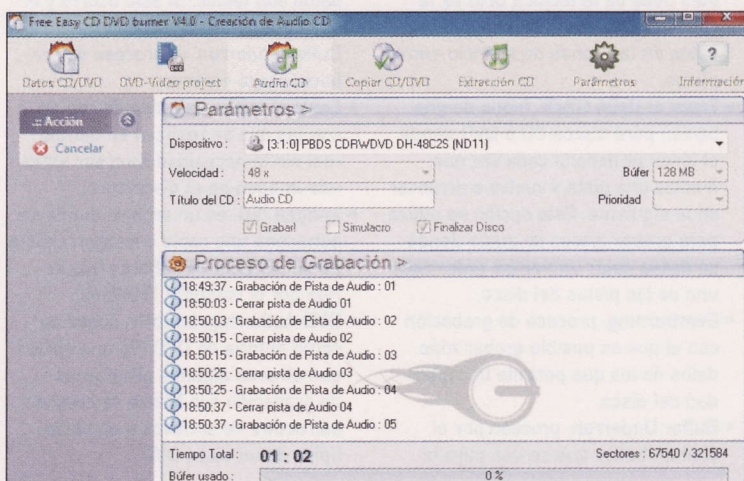 Free Easy CD DVD burner V4.0 - Creación de Audio CD
Datos CD/DVD DVD-Video project Audio CD Copiar CD/DVD Extracción CD Parámetros Información
.:: Acción
Cancelar
Parámetros >
Dispositivo : [3:1:0] PBDS CDRWDVD DH-48C2S (ND11)
Velocidad : 48 x Búfer 128 MB
Título del CD : Audio CD Prioridad
Grabar! Simulacro Finalizar Disco
Proceso de Grabación >
18:49:37 - Grabación de Pista de Audio : 01
18:50:03 - Cerrar pista de Audio 01
18:50:03 - Grabación de Pista de Audio : 02
18:50:15 - Cerrar pista de Audio 02
18:50:15 - Grabación de Pista de Audio : 03
18:50:25 - Cerrar pista de Audio 03
18:50:25 - Grabación de Pista de Audio : 04
18:50:37 - Cerrar pista de Audio 04
18:50:37 - Grabación de Pista de Audio : 05
Tiempo Total : 01 : 02 Sectores : 67540 / 321584
Búfer usado : 0 %